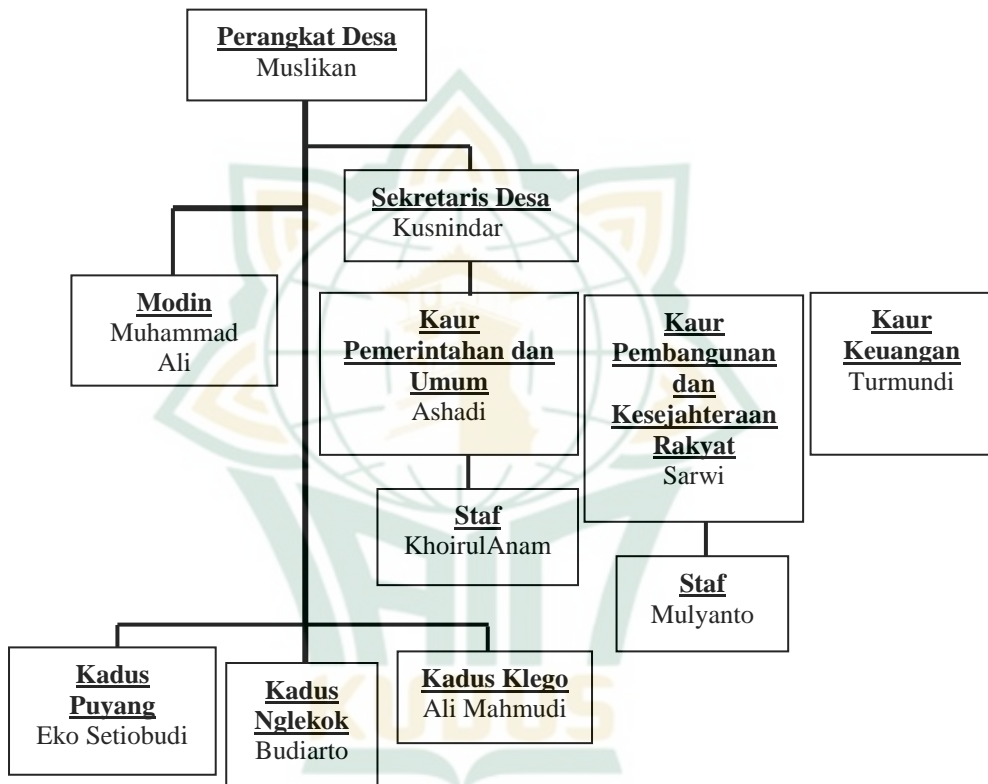 Perangkat Desa
Muslikan
Sekretaris Desa
Kusnindar
Modin
Muhammad
Ali
Kaur
Pemerintahan dan
Umum
Ashadi
Kaur
Pembangunan
dan
Kesejahteraan
Rakyat
Sarwi
Kaur
Keuangan
Turmundi
Staf
KhoirulAnam
Staf
Mulyanto
Kadus
Puyang
Eko Setiobudi
Kadus
Nglekok
Budiarto
Kadus Klego
Ali Mahmudi
KUDUS